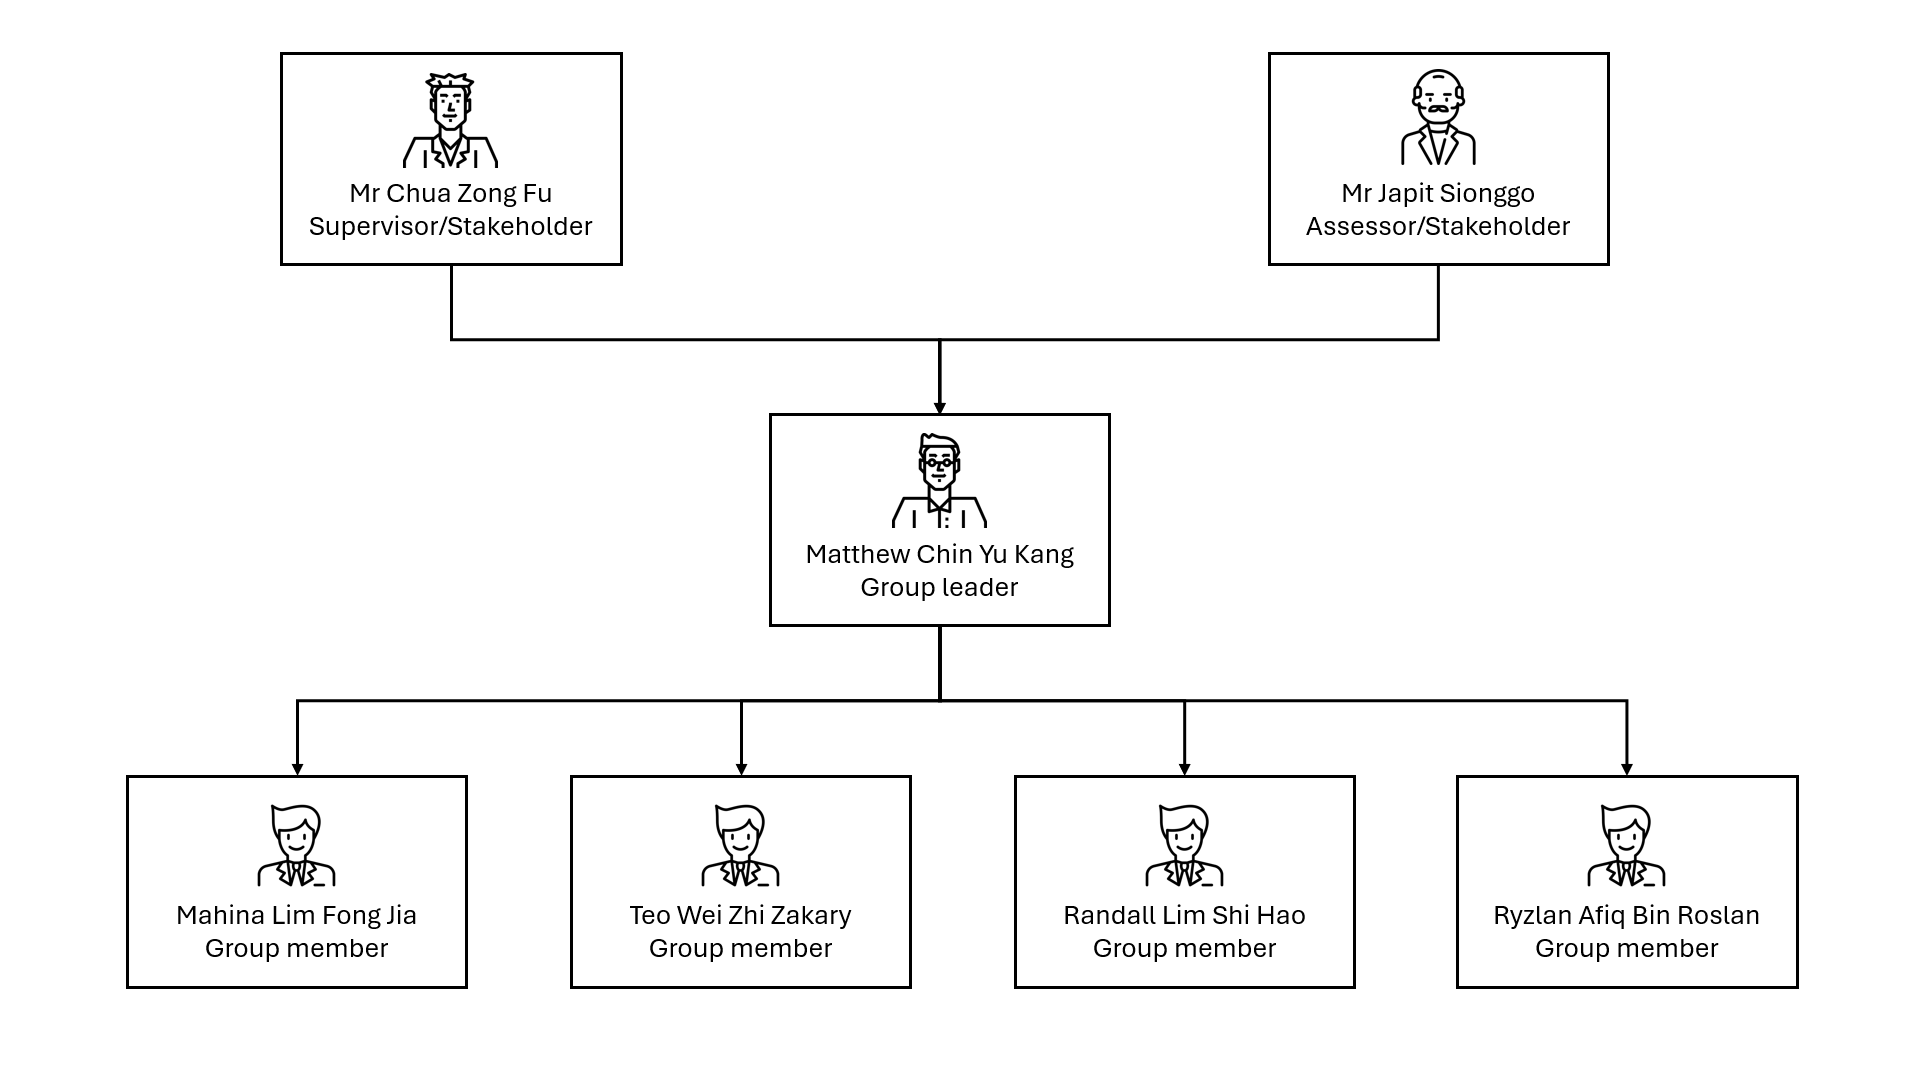 Mr Chua Zong Fu
Supervisor/Stakeholder
Mr Japit Sionggo
Assessor/Stakeholder
Matthew Chin Yu Kang
Group leader
Mahina Lim Fong Jia
Group member
Teo Wei Zhi Zakary
Group member
Randall Lim Shi Hao
Group member
Ryzlan Afiq Bin Roslan
Group member